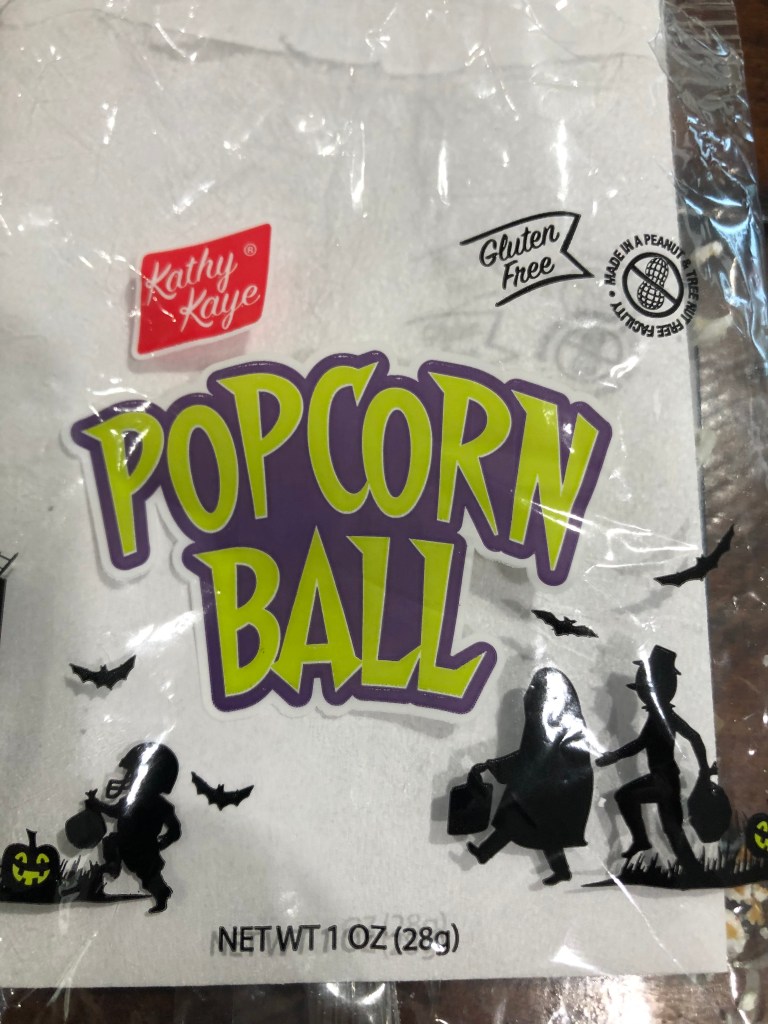 Kathy
Kaye®
Gluten
Free
MADE IN A PEANUT & TREE NUT FREE FACILITY •
POPCORN
BALL
NET WT 1 OZ (28g)